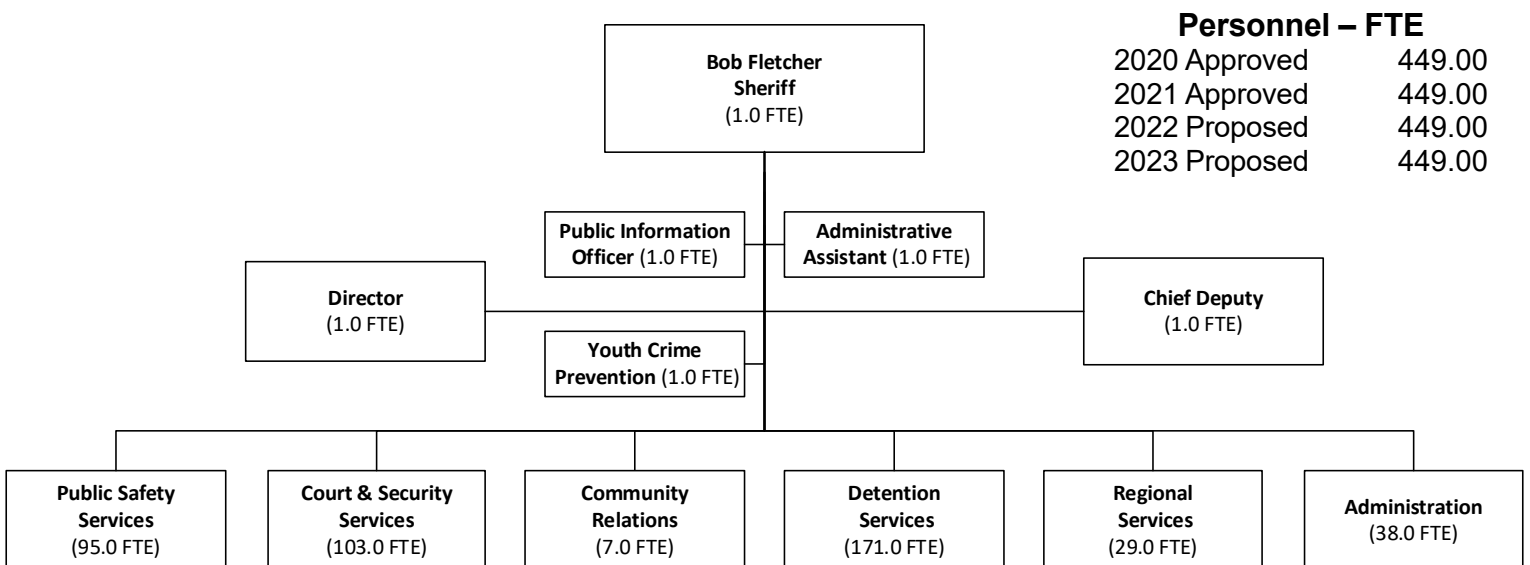 Personnel – FTE
2020 Approved 449.00
2021 Approved 449.00
2022 Proposed 449.00
2023 Proposed 449.00
Bob Fletcher
Sheriff
(1.0 FTE)
Public Information
Officer (1.0 FTE)
Administrative
Assistant (1.0 FTE)
Director
(1.0 FTE)
Chief Deputy
(1.0 FTE)
Youth Crime
Prevention (1.0 FTE)
Public Safety
Services
(95.0 FTE)
Court & Security
Services
(103.0 FTE)
Community
Relations
(7.0 FTE)
Detention
Services
(171.0 FTE)
Regional
Services
(29.0 FTE)
Administration
(38.0 FTE)